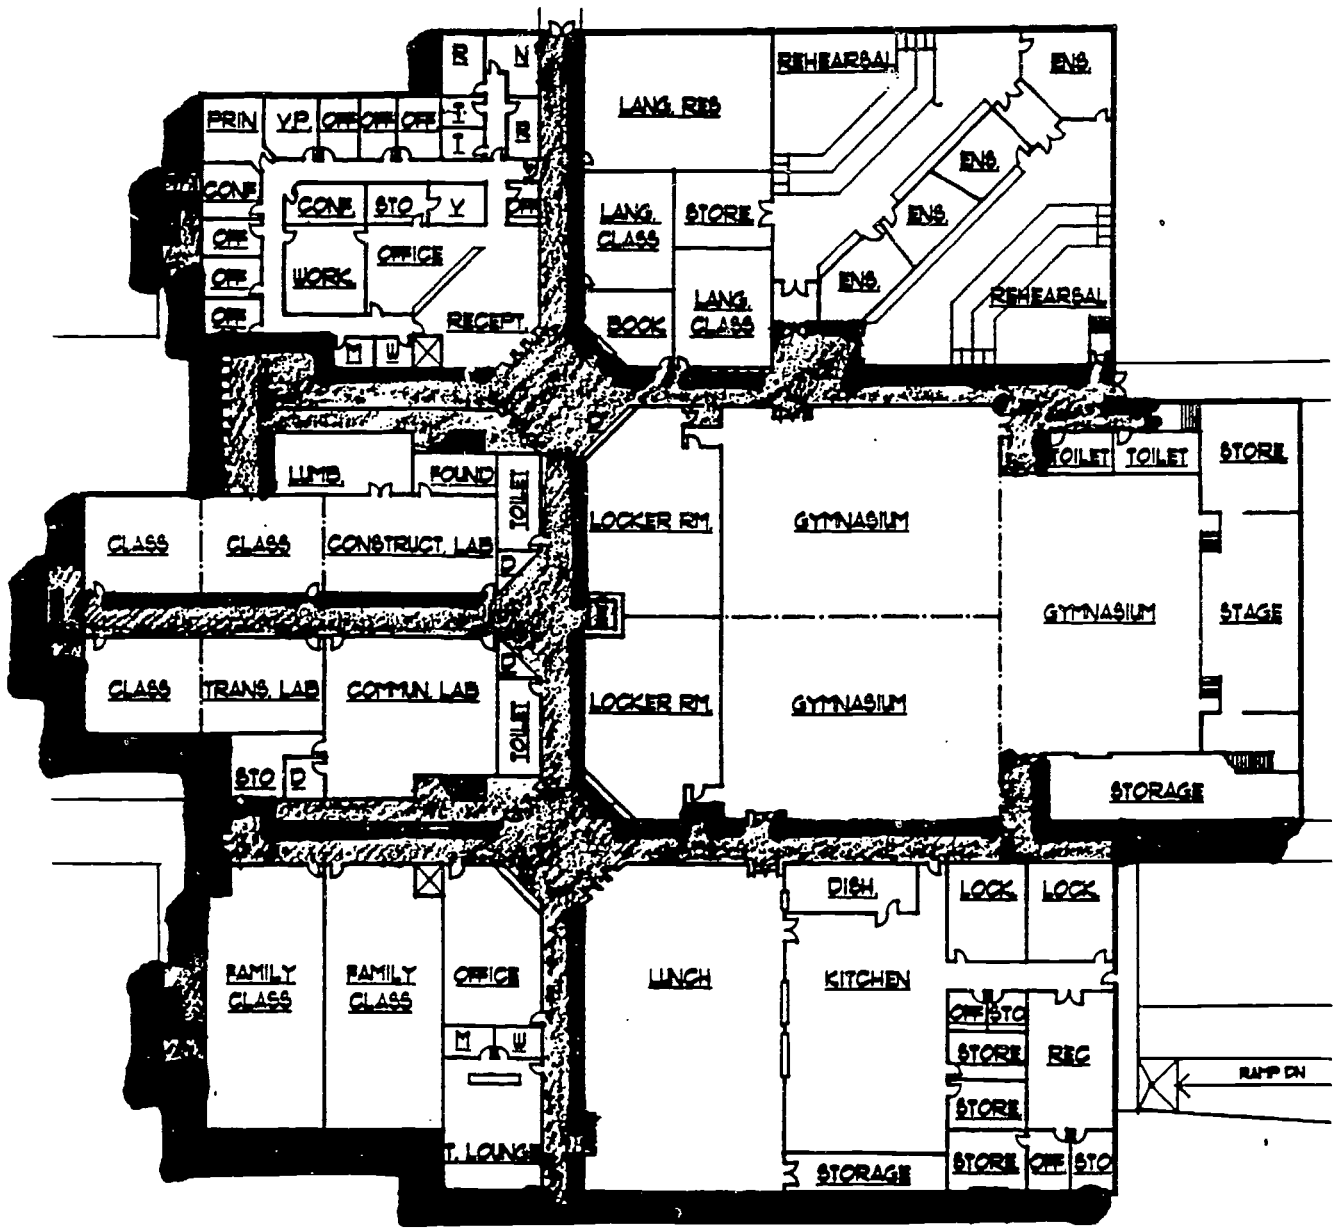 R
N
REHEARSAL
ENS.
LANG. RES
PRIN
V.P.
OFF
OFF
OFF
T
T
R
ENS.
CONF.
CONF.
STO
V
OFF
LANG.
CLASS
STORE
ENS.
OFF
OFFICE
OFF
WORK.
ENS.
LANG.
CLASS
REHEARSAL
OFF
RECEPT.
BOOK
M
W
D
LUMB.
FOUND
TOILET
TOILET
TOILET
STORE
CLASS
CLASS
CONSTRUCT. LAB
LOCKER RM.
GYMNASIUM
D
GYMNASIUM
STAGE
D
CLASS
TRANS. LAB
COMMUN. LAB
TOILET
LOCKER RM.
GYMNASIUM
STO
D
STORAGE
DISH.
LOCK.
LOCK.
FAMILY
CLASS
FAMILY
CLASS
OFFICE
LUNCH
KITCHEN
OFF
STO
M
W
STORE
REC
RAMP DN
STORE
T. LOUNGE
STORAGE
STORE
OFF
STO